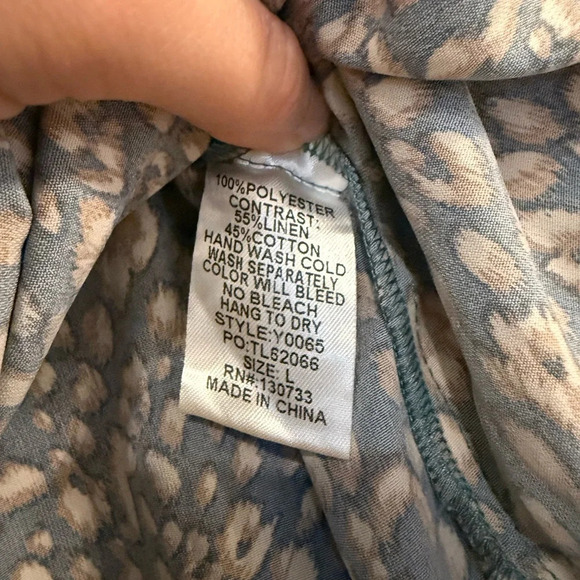 100%POLYESTER
CONTRAST:
55%LINEN
45%COTTON
HAND WASH COLD
WASH SEPARATELY
COLOR WILL BLEED
NO BLEACH
HANG TO DRY
STYLE:Y0065
PO:TL62066
SIZE: L
RN#:130733
MADE IN CHINA